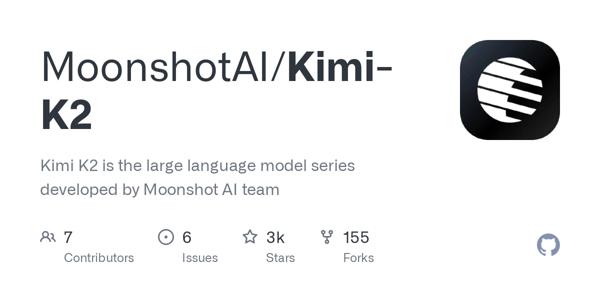 MoonshotAI/Kimi-
K2
Kimi K2 is the large language model series
developed by Moonshot AI team
7 6 3k 155
Contributors Issues Stars Forks